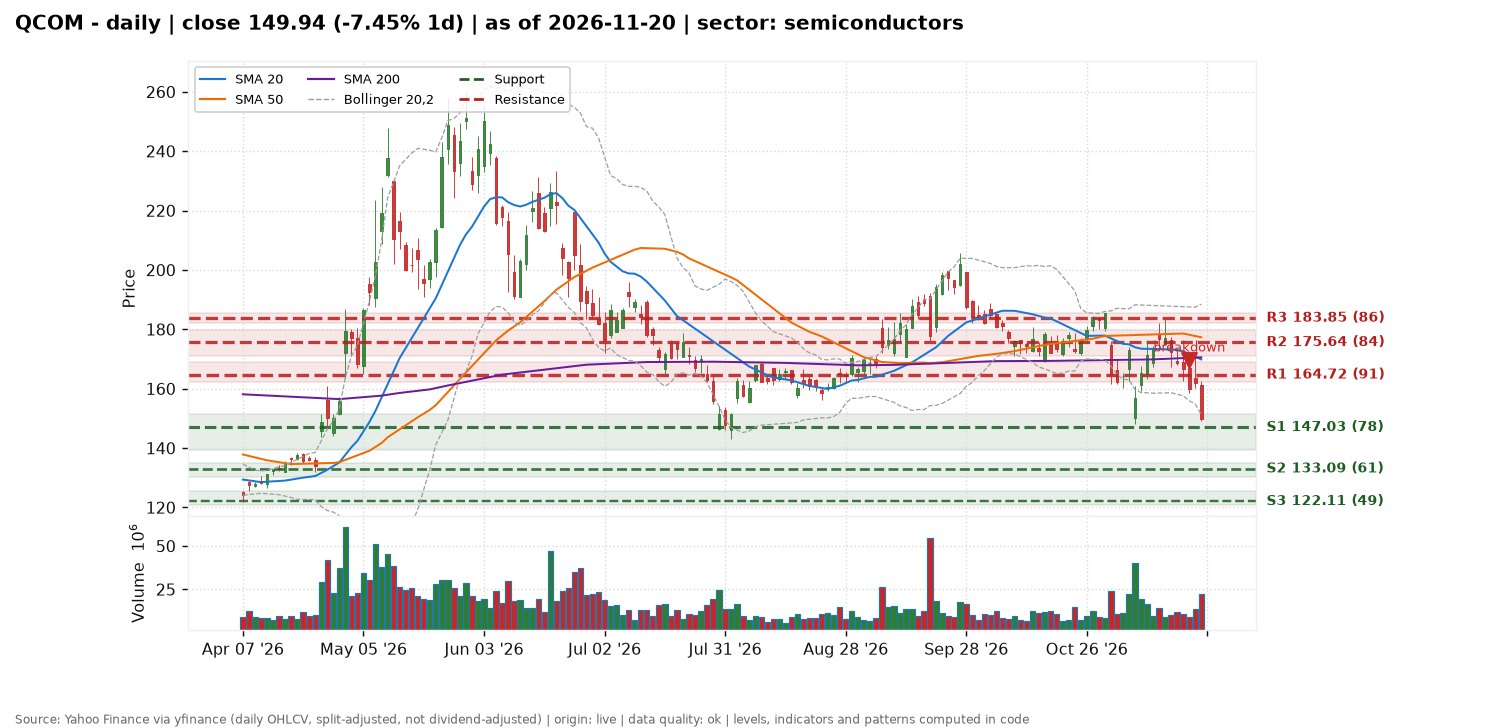 QCOM - daily | close 149.94 (-7.45% 1d) | as of 2026-11-20 | sector: semiconductors
SMA 20
SMA 50
SMA 200
Bollinger 20,2
Support
Resistance
Price
260
240
220
200
180
160
140
120
breakdown
R3 183.85 (86)
R2 175.64 (84)
R1 164.72 (91)
S1 147.03 (78)
S2 133.09 (61)
S3 122.11 (49)
Volume 10⁶
50
25
Apr 07 '26
May 05 '26
Jun 03 '26
Jul 02 '26
Jul 31 '26
Aug 28 '26
Sep 28 '26
Oct 26 '26
Source: Yahoo Finance via yfinance (daily OHLCV, split-adjusted, not dividend-adjusted) | origin: live | data quality: ok | levels, indicators and patterns computed in code